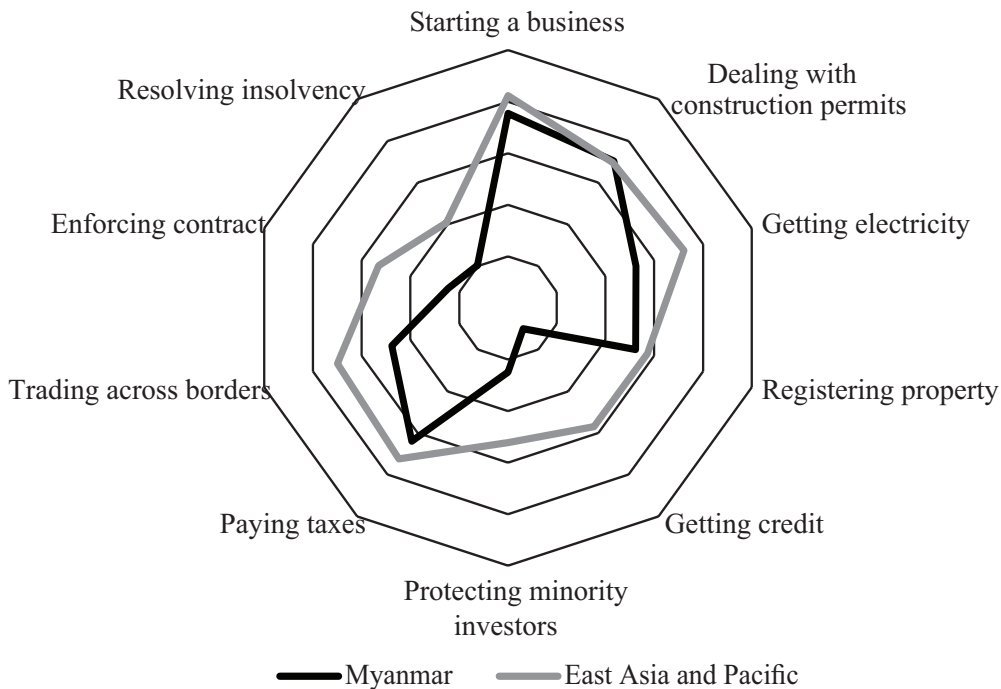 Starting a business
Dealing with
construction permits
Getting electricity
Registering property
Getting credit
Protecting minority
investors
Paying taxes
Trading across borders
Enforcing contract
Resolving insolvency
Myanmar
East Asia and Pacific